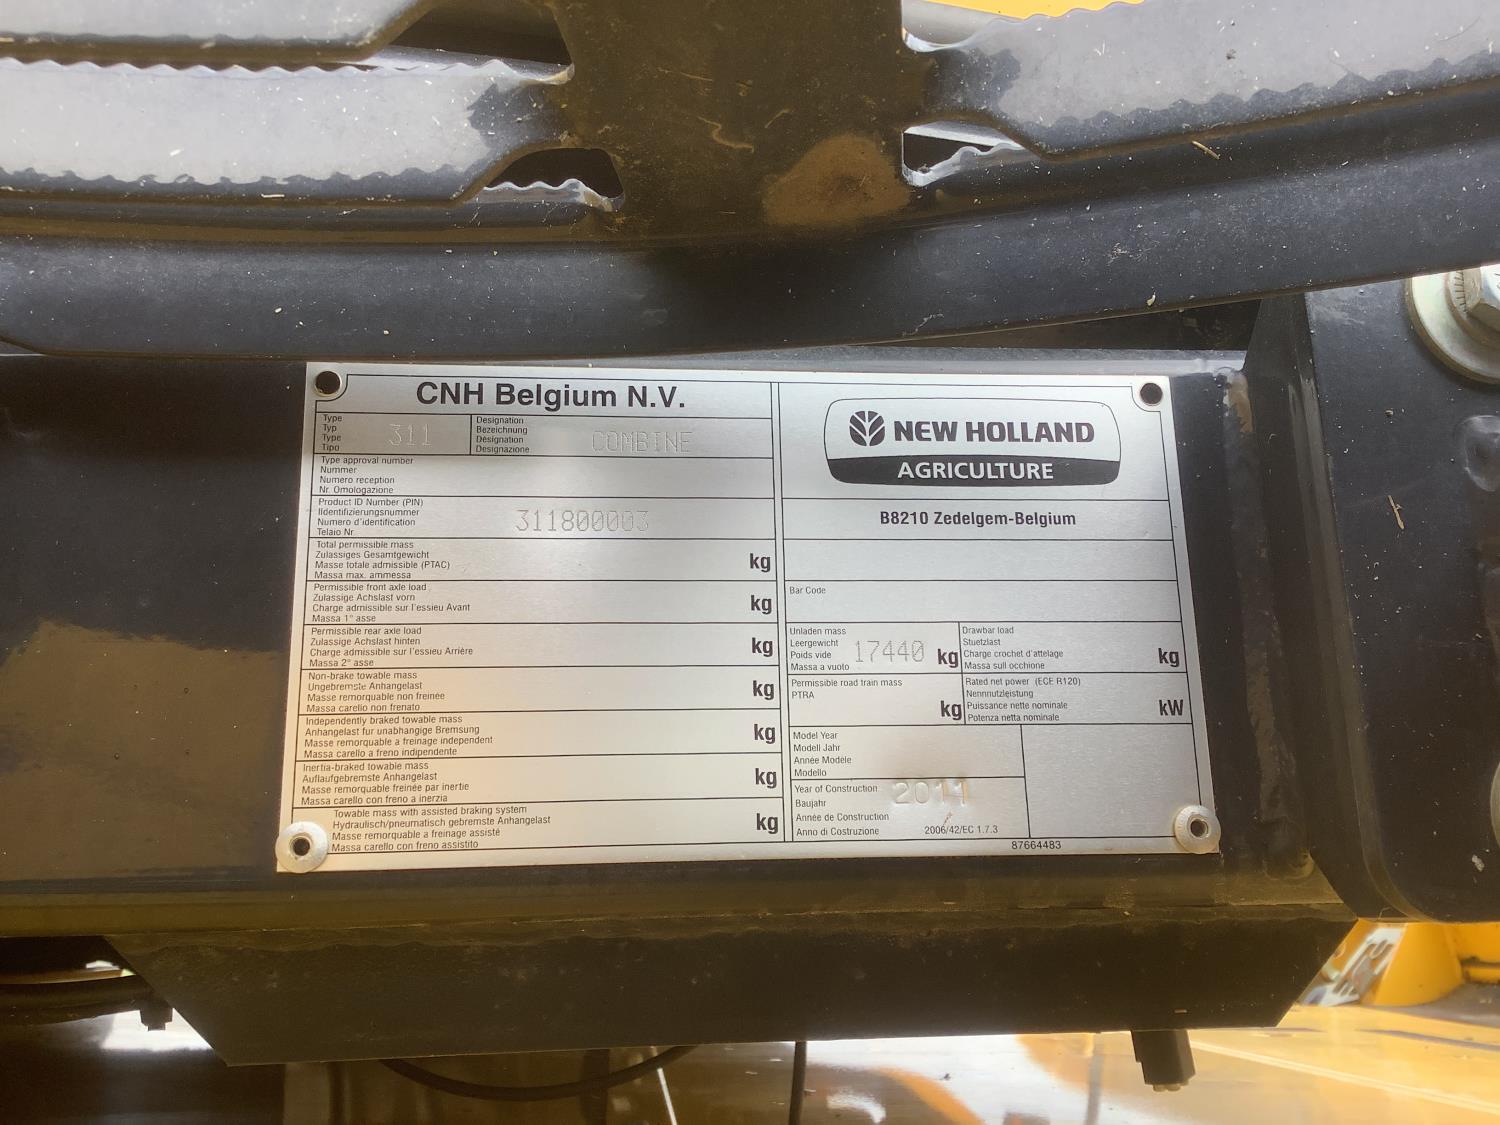 CNH Belgium N.V.
Type
Typ
Type
Tipo
311
Designation
Bezeichnung
Désignation
Designazione
COMBINE
Type approval number
Nummer
Numero reception
Nr. Omologazione
Product ID Number (PIN)
Ildentifizierungsnummer
Numero d'identification
Telaio Nr
311800003
Total permissible mass
Zulassiges Gesamtgewicht
Masse totale admissible (PTAC)
Massa max. ammessa
kg
Permissible front axle load
Zulassige Achslast vorn
Charge admissible sur l'essieu Avant
Massa 1° asse
kg
Permissible rear axle load
Zulassige Achslast hinten
Charge admissible sur l'essieu Arrière
Massa 2° asse
kg
Non-brake towable mass
Ungebremste Anhangelast
Masse remorquable non freinée
Massa carelio non frenato
kg
Independently braked towable mass
Anhangelast fur unabhangige Bremsung
Masse remorquable a freinage independent
Massa carello a freno indipendente
kg
Inertia-braked towable mass
Auflaufgebremste Anhangelast
Masse remorquable freinée par inertie
Massa carello con freno a inerzia
kg
Towable mass with assisted braking system
Hydraulisch/pneumatisch gebremste Anhangelast
Masse remorquable a freinage assisté
Massa carello con freno assistito
kg
NEW HOLLAND
AGRICULTURE
B8210 Zedelgem-Belgium
Bar Code
Unladen mass
Leergewicht
Poids vide
Massa a vuoto
17440 kg
Drawbar load
Stuetzlast
Charge crochet d'attelage
Massa sull occhione
kg
Permissible road train mass
PTRA
kg
Rated net power (ECE R120)
Nennnutzleistung
Puissance nette nominale
Potenza netta nominale
kW
Model Year
Modell Jahr
Année Modèle
Modello
Year of Construction
Baujahr
Année de Construction
Anno di Costruzione
2011
2006/42/EC 1.7.3
87664483